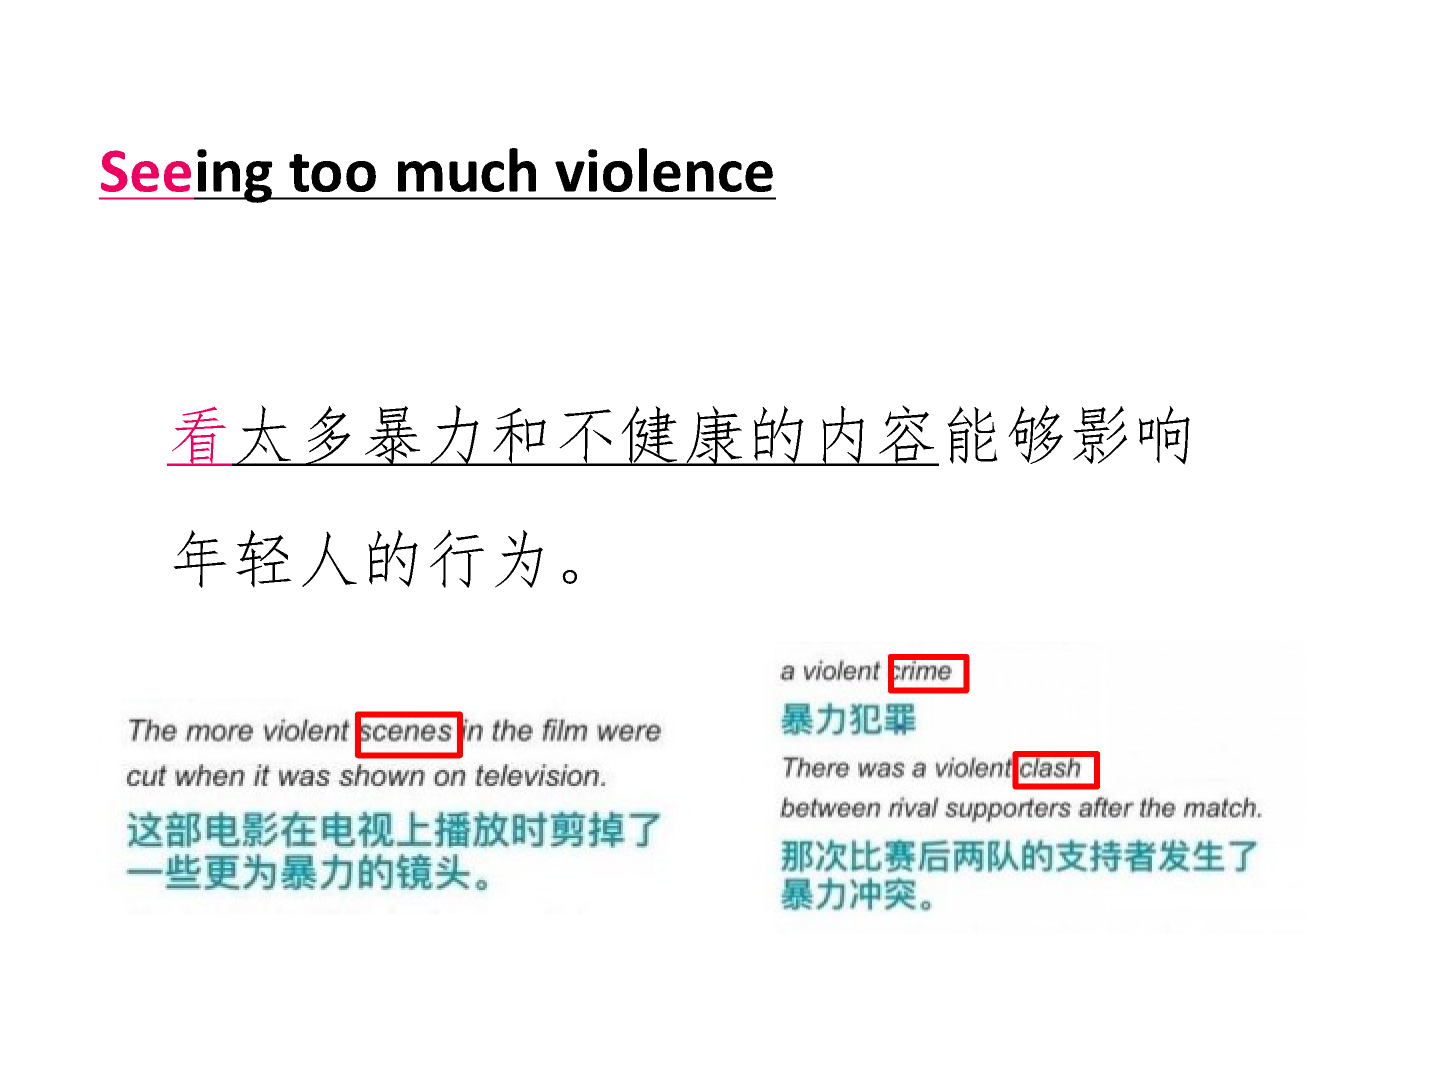 Seeing too much violence
看太多暴力和不健康的内容能够影响
年轻人的行为。
The more violent scenes in the film were
cut when it was shown on television.
这部电影在电视上播放时剪掉了
一些更为暴力的镜头。
a violent crime
暴力犯罪
There was a violent clash
between rival supporters after the match.
那次比赛后两队的支持者发生了
暴力冲突。